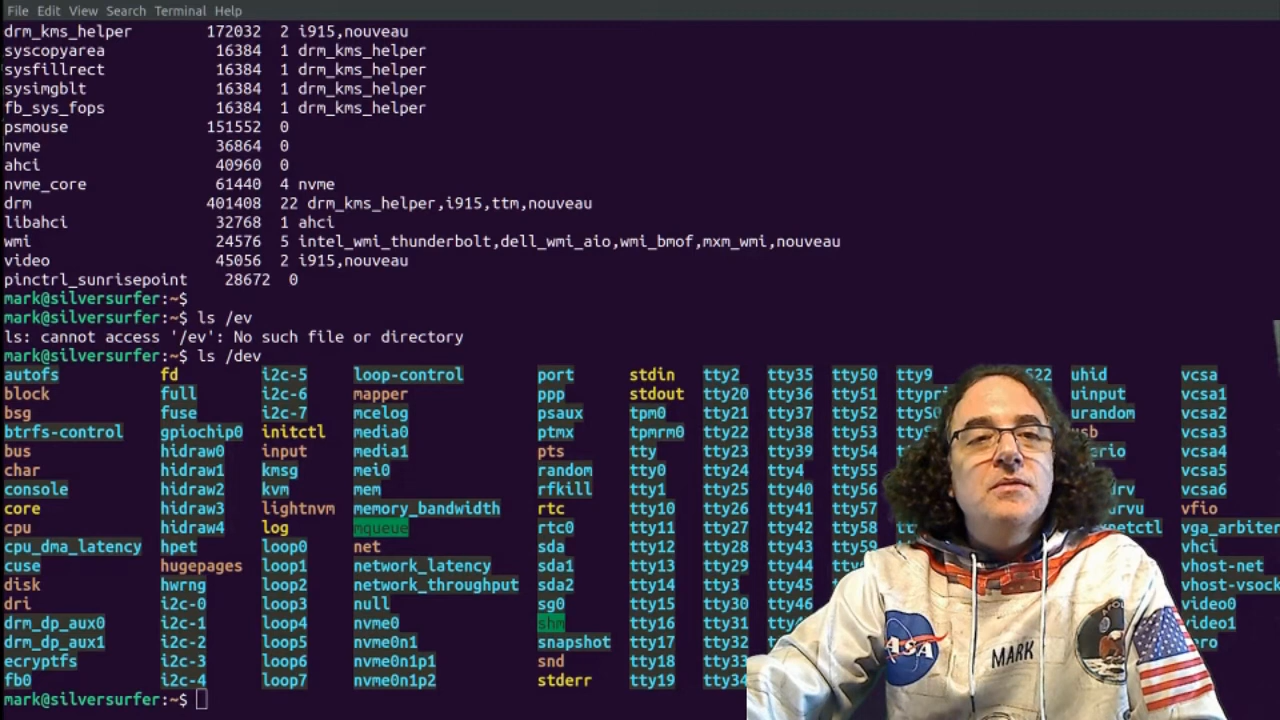 File Edit View Search Terminal Help
drm_kms_helper 172032 2 i915,nouveau
syscopyarea 16384 1 drm_kms_helper
sysfillrect 16384 1 drm_kms_helper
sysimgblt 16384 1 drm_kms_helper
fb_sys_fops 16384 1 drm_kms_helper
psmouse 151552 0
nvme 36864 0
ahci 40960 0
nvme_core 61440 4 nvme
drm 401408 22 drm_kms_helper,i915,ttm,nouveau
libahci 32768 1 ahci
wmi 24576 5 intel_wmi_thunderbolt,dell_wmi_aio,wmi_bmof,mxm_wmi,nouveau
video 45056 2 i915,nouveau
pinctrl_sunrisepoint 28672 0
mark@silversurfer:~$
mark@silversurfer:~$ ls /ev
ls: cannot access '/ev': No such file or directory
mark@silversurfer:~$ ls /dev
autofs fd i2c-5 loop-control port stdin tty2 tty35 tty50 tty9 uhid vcsa
block full i2c-6 mapper ppp stdout tty20 tty36 tty51 uinput vcsa1
bsg fuse i2c-7 mcelog psaux tpm0 tty21 tty37 tty52 urandom vcsa2
btrfs-control gpiochip0 initctl media0 ptmx tpmrm0 tty22 tty38 tty53 vcsa3
bus hidraw0 input media1 pts tty tty23 tty39 tty54 vcsa4
char hidraw1 kmsg mei0 random tty0 tty24 tty4 tty55 vcsa5
console hidraw2 kvm mem rfkill tty1 tty25 tty40 tty56 vcsa6
core hidraw3 lightnvm memory_bandwidth rtc tty10 tty26 tty41 tty57 vfio
cpu hidraw4 log mqueue rtc0 tty11 tty27 tty42 tty58 vga_arbiter
cpu_dma_latency hpet loop0 net sda tty12 tty28 tty43 tty59 vhci
cuse hugepages loop1 network_latency sda1 tty13 tty29 tty44 vhost-net
disk hwrng loop2 network_throughput sda2 tty14 tty3 tty45 vhost-vsock
dri i2c-0 loop3 null sg0 tty15 tty30 tty46 video0
drm_dp_aux0 i2c-1 loop4 nvme0 shm tty16 tty31 video1
drm_dp_aux1 i2c-2 loop5 nvme0n1 snapshot tty17 tty32
ecryptfs i2c-3 loop6 nvme0n1p1 snd tty18 tty33
fb0 i2c-4 loop7 nvme0n1p2 stderr tty19 tty34
mark@silversurfer:~$
MARK